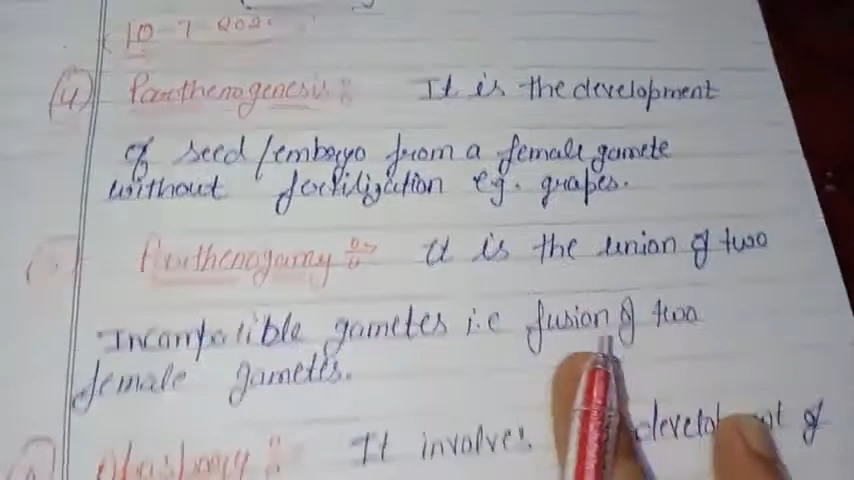 10 7 202
(4) Parthenogenesis : It is the development
of seed /embryo from a female gamete
without fertilization eg. grapes.
Parthenogamy :- It is the union of two
Incompatible gametes i.e fusion of two
female gametes.
It involves develop of